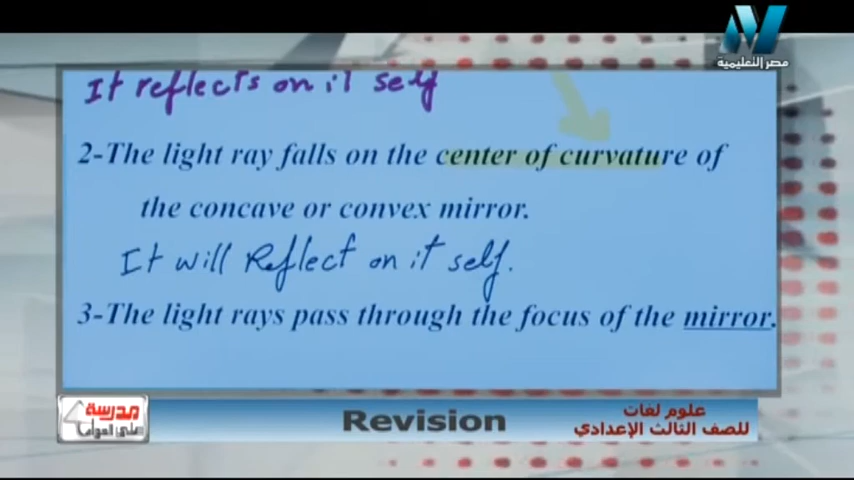 مصر التعليمية
It reflects on it self
2-The light ray falls on the center of curvature of
the concave or convex mirror.
It will Reflect on it self.
3-The light rays pass through the focus of the mirror.
مدرسة
على الهواء
Revision
علوم لغات
للصف الثالث الإعدادي